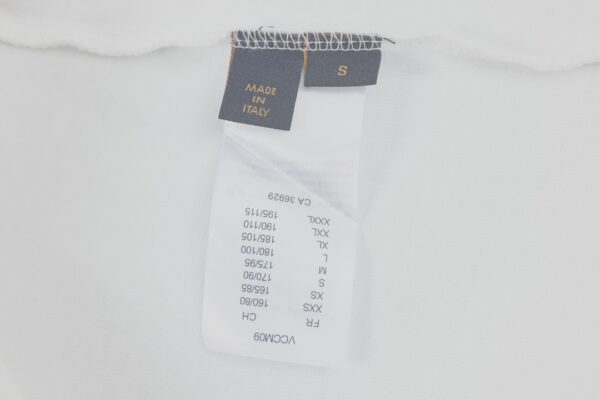 MADE
IN
ITALY
S
VCCM09
FR CH
XXS 160/80
XS 165/85
S 170/90
M 175/95
L 180/100
XL 185/105
XXL 190/110
XXXL 195/115
CA 36929